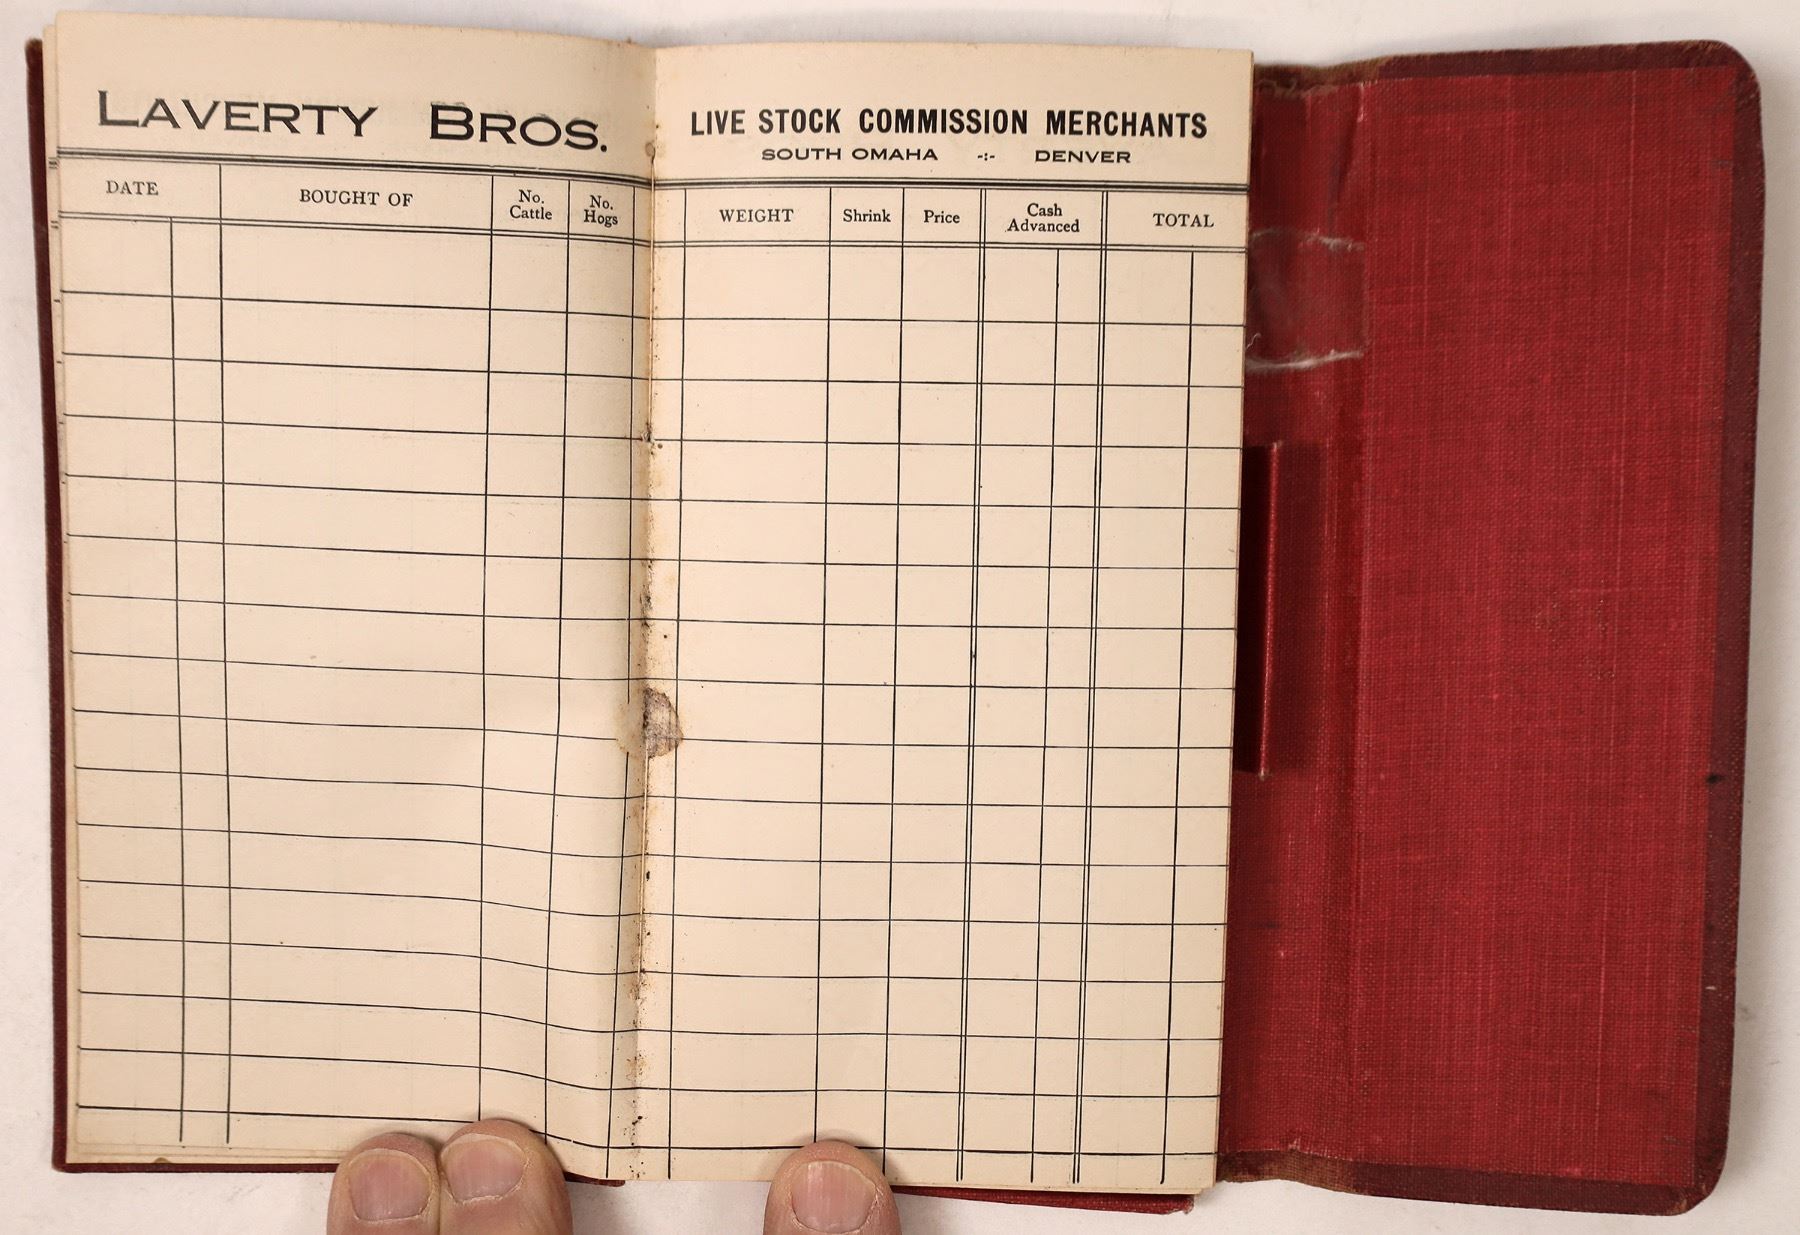 LAVERTY BROS.
DATE BOUGHT OF No. Cattle No. Hogs
LIVE STOCK COMMISSION MERCHANTS
SOUTH OMAHA -:- DENVER
WEIGHT Shrink Price Cash Advanced TOTAL